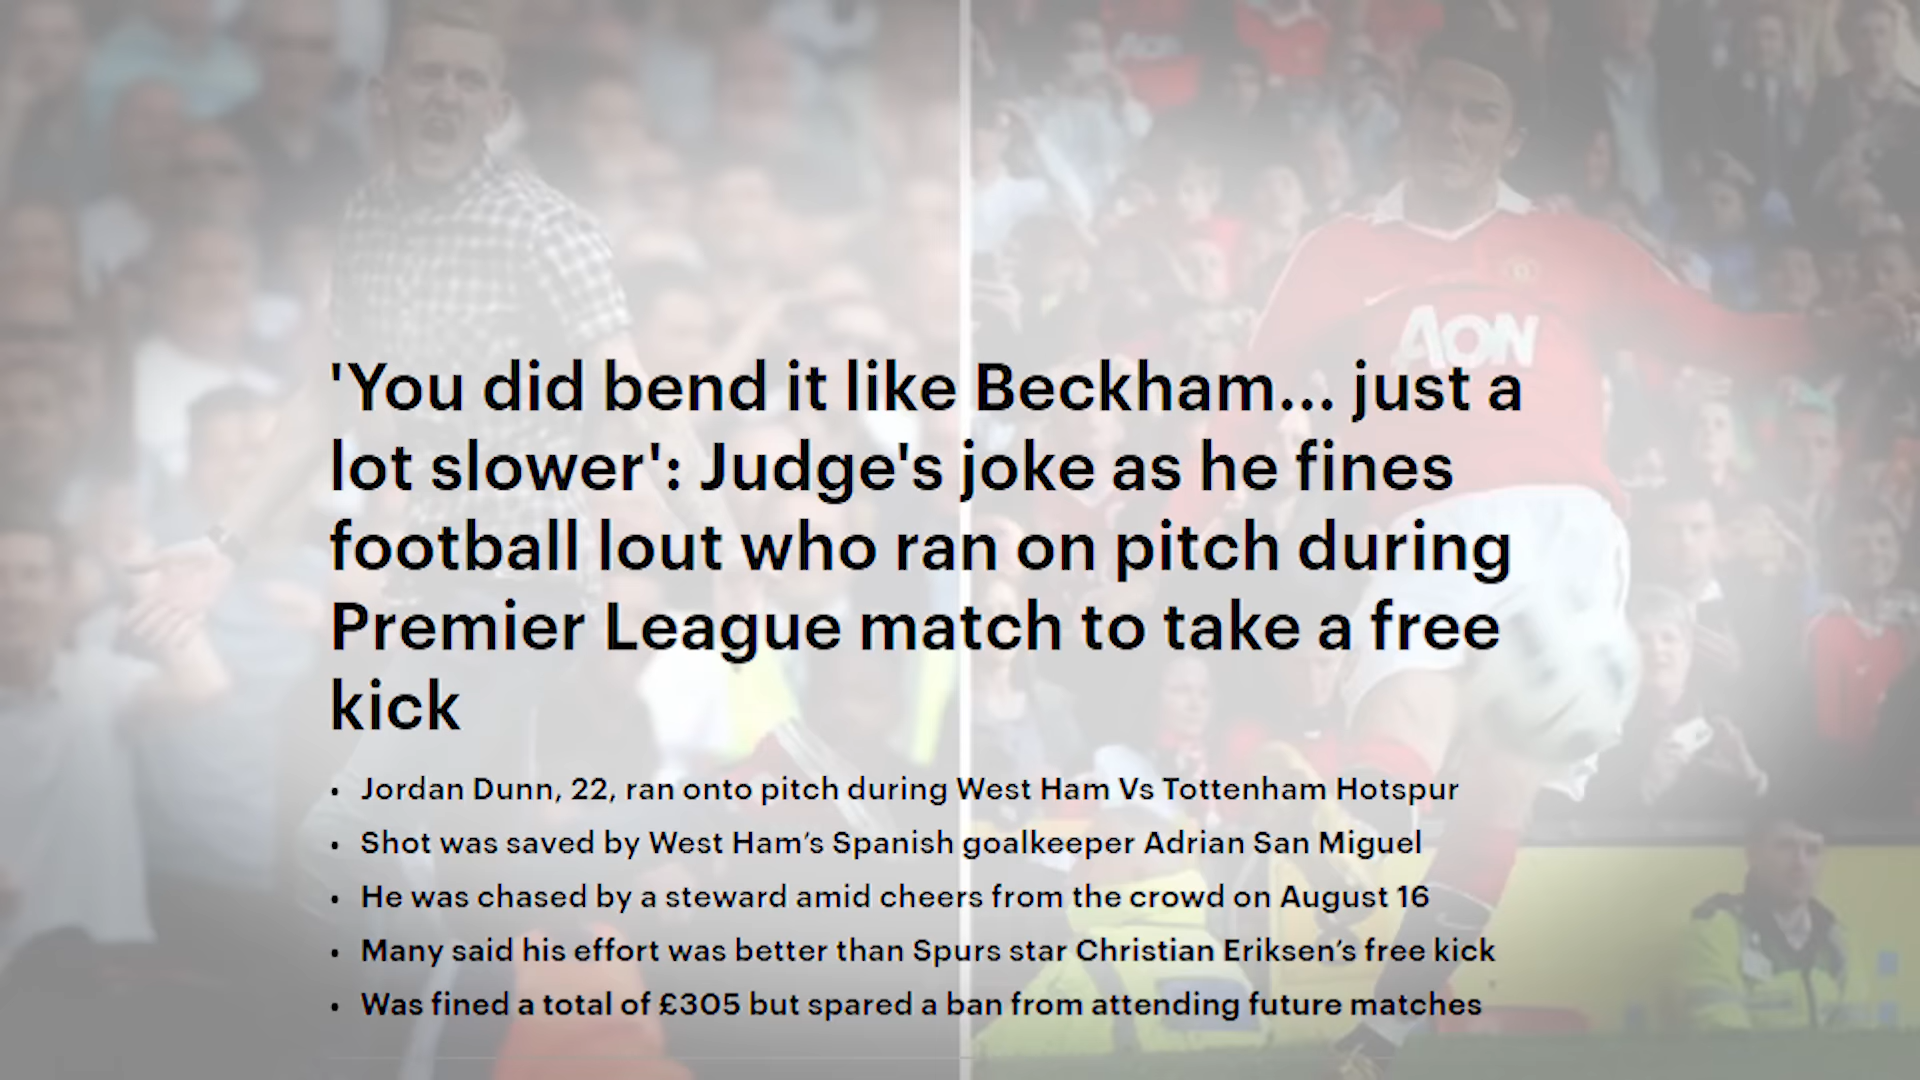 AON
AON
'You did bend it like Beckham... just a
lot slower': Judge's joke as he fines
football lout who ran on pitch during
Premier League match to take a free
kick
• Jordan Dunn, 22, ran onto pitch during West Ham Vs Tottenham Hotspur
• Shot was saved by West Ham’s Spanish goalkeeper Adrian San Miguel
• He was chased by a steward amid cheers from the crowd on August 16
• Many said his effort was better than Spurs star Christian Eriksen’s free kick
• Was fined a total of £305 but spared a ban from attending future matches